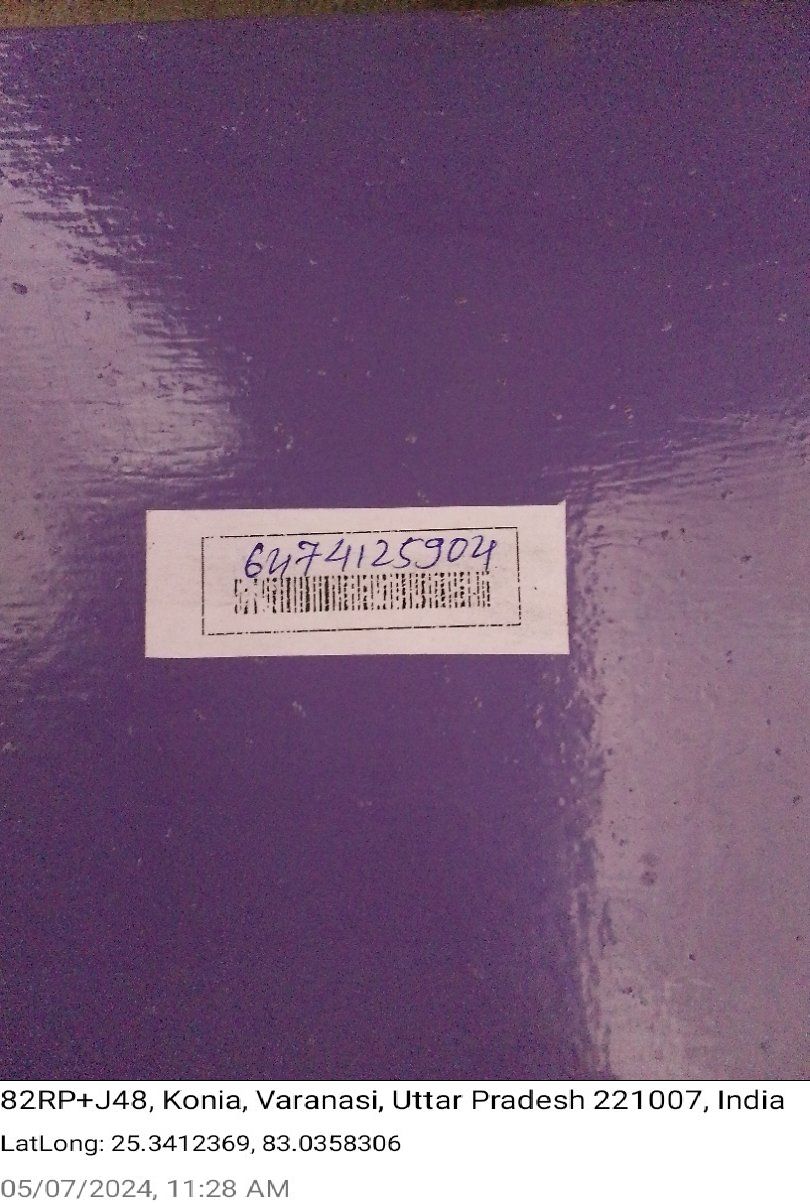 6474125904
82RP+J48, Konia, Varanasi, Uttar Pradesh 221007, India
LatLong: 25.3412369, 83.0358306
05/07/2024, 11:28 AM